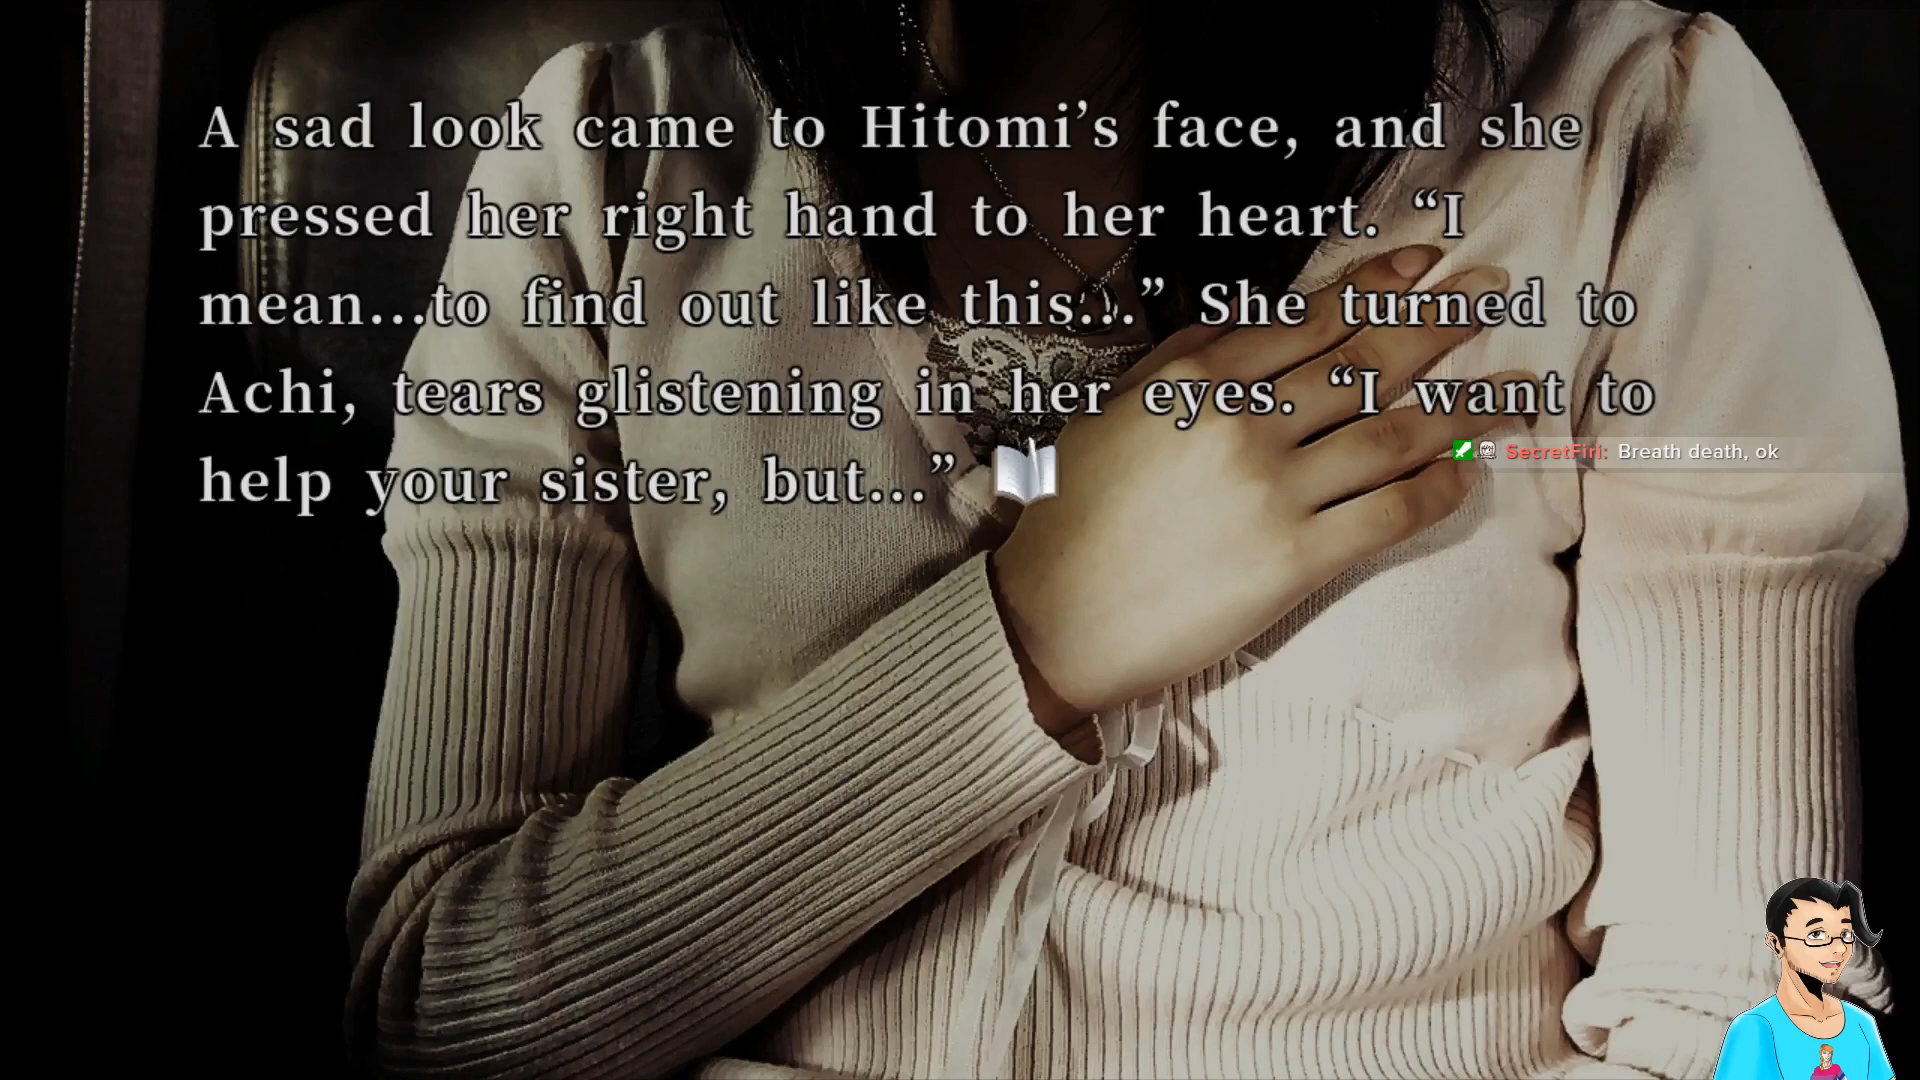 A sad look came to Hitomi’s face, and she
pressed her right hand to her heart. “I
mean...to find out like this...” She turned to
Achi, tears glistening in her eyes. “I want to
help your sister, but...”
SecretFiri: Breath death, ok